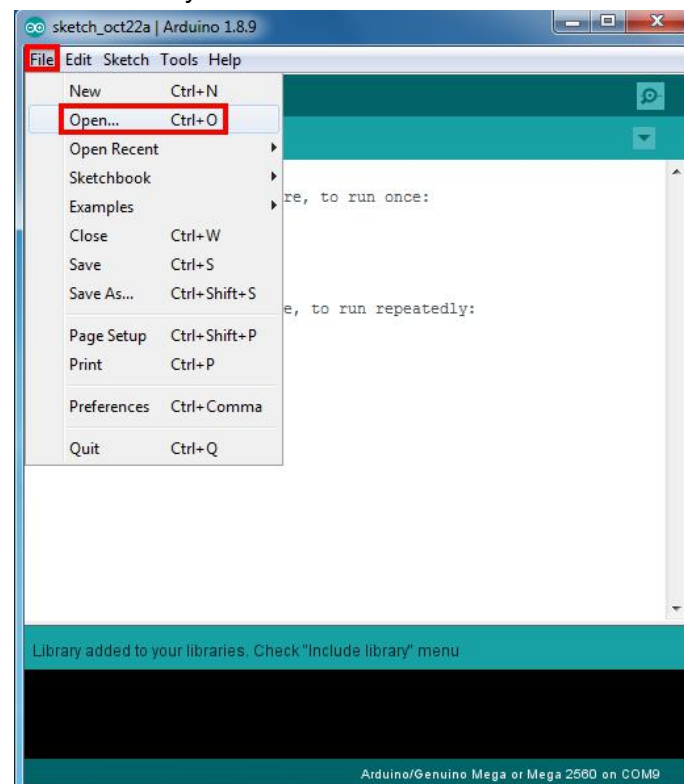 sketch_oct22a | Arduino 1.8.9
File Edit Sketch Tools Help
New Ctrl+N
Open... Ctrl+O
Open Recent
Sketchbook
Examples
re, to run once:
Close Ctrl+W
Save Ctrl+S
Save As... Ctrl+Shift+S
e, to run repeatedly:
Page Setup Ctrl+Shift+P
Print Ctrl+P
Preferences Ctrl+Comma
Quit Ctrl+Q
Library added to your libraries. Check "Include library" menu
Arduino/Genuino Mega or Mega 2560 on COM9